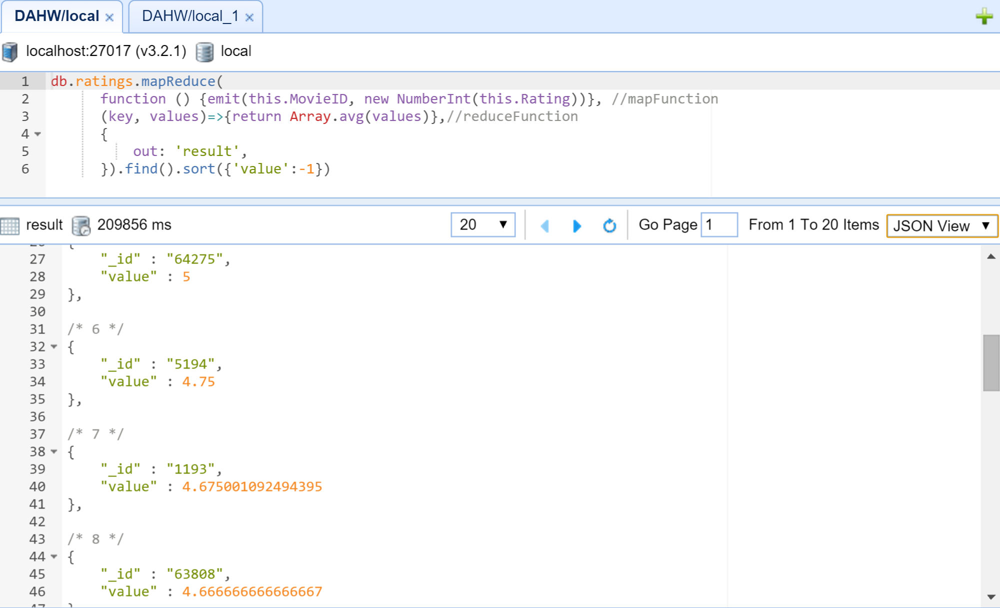 DAHW/local × DAHW/local_1 ×
localhost:27017 (v3.2.1) local
1 db.ratings.mapReduce(
2 function () {emit(this.MovieID, new NumberInt(this.Rating))}, //mapFunction
3 (key, values)=>{return Array.avg(values)},//reduceFunction
4 {
5 out: 'result',
6 }).find().sort({'value':-1})
result 209856 ms 20 Go Page 1 From 1 To 20 Items JSON View
27 "_id" : "64275",
28 "value" : 5
29 },
30
31 /* 6 */
32 {
33 "_id" : "5194",
34 "value" : 4.75
35 },
36
37 /* 7 */
38 {
39 "_id" : "1193",
40 "value" : 4.675001092494395
41 },
42
43 /* 8 */
44 {
45 "_id" : "63808",
46 "value" : 4.666666666666667